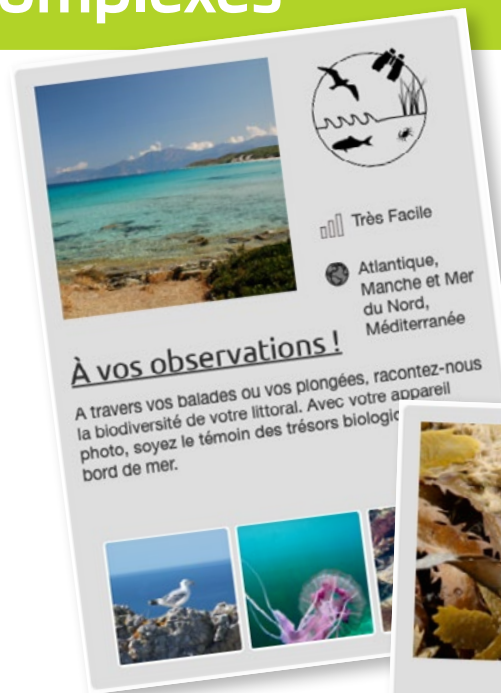 omplexes
Très Facile
Atlantique,
Manche et Mer
du Nord,
Méditerranée
À vos observations !
A travers vos balades ou vos plongées, racontez-nous
la biodiversité de votre littoral. Avec votre appareil
photo, soyez le témoin des trésors biologi
bord de mer.